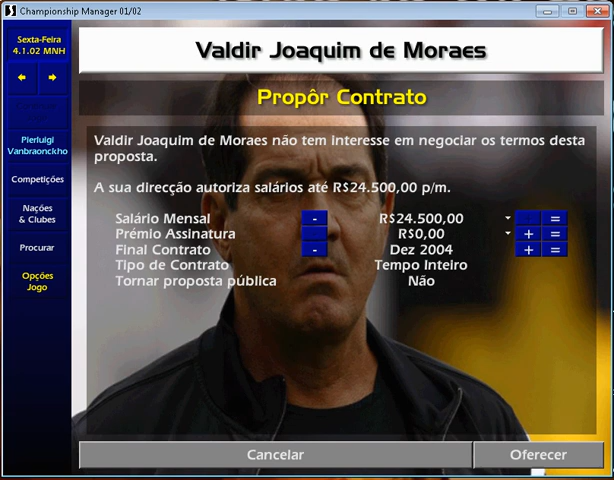 Championship Manager 01/02
Sexta-Feira
4.1.02 MNH
Valdir Joaquim de Moraes
Propôr Contrato
Pierluigi
Vanbraonckho
Competições
Nações
& Clubes
Procurar
Opções
Jogo
Valdir Joaquim de Moraes não tem interesse em negociar os termos desta
proposta.
A sua direcção autoriza salários até R$24.500,00 p/m.
Salário Mensal - R$24.500,00 + =
Prémio Assinatura R$0,00 + =
Final Contrato - Dez 2004 + =
Tipo de Contrato Tempo Inteiro
Tornar proposta pública Não
Cancelar Oferecer